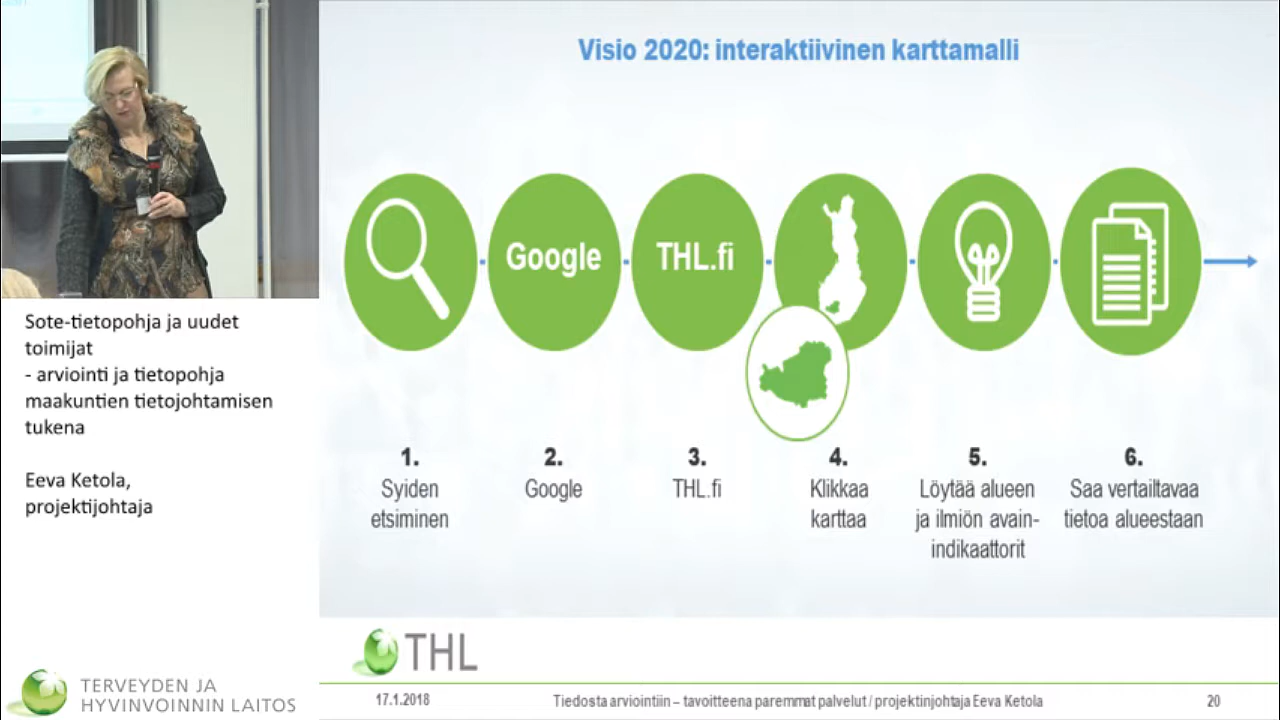 Visio 2020: interaktiivinen karttamalli
Google
THL.fi
1.
Syiden
etsiminen
2.
Google
3.
THL.fi
4.
Klikkaa
karttaa
5.
Löytää alueen
ja ilmiön avain-
indikaattorit
6.
Saa vertailtavaa
tietoa alueestaan
Sote-tietopohja ja uudet
toimijat
- arviointi ja tietopohja
maakuntien tietojohtamisen
tukena
Eeva Ketola,
projektijohtaja
TERVEYDEN JA
HYVINVOINNIN LAITOS
THL
17.1.2018
Tiedosta arviointiin – tavoitteena paremmat palvelut / projektinjohtaja Eeva Ketola
20